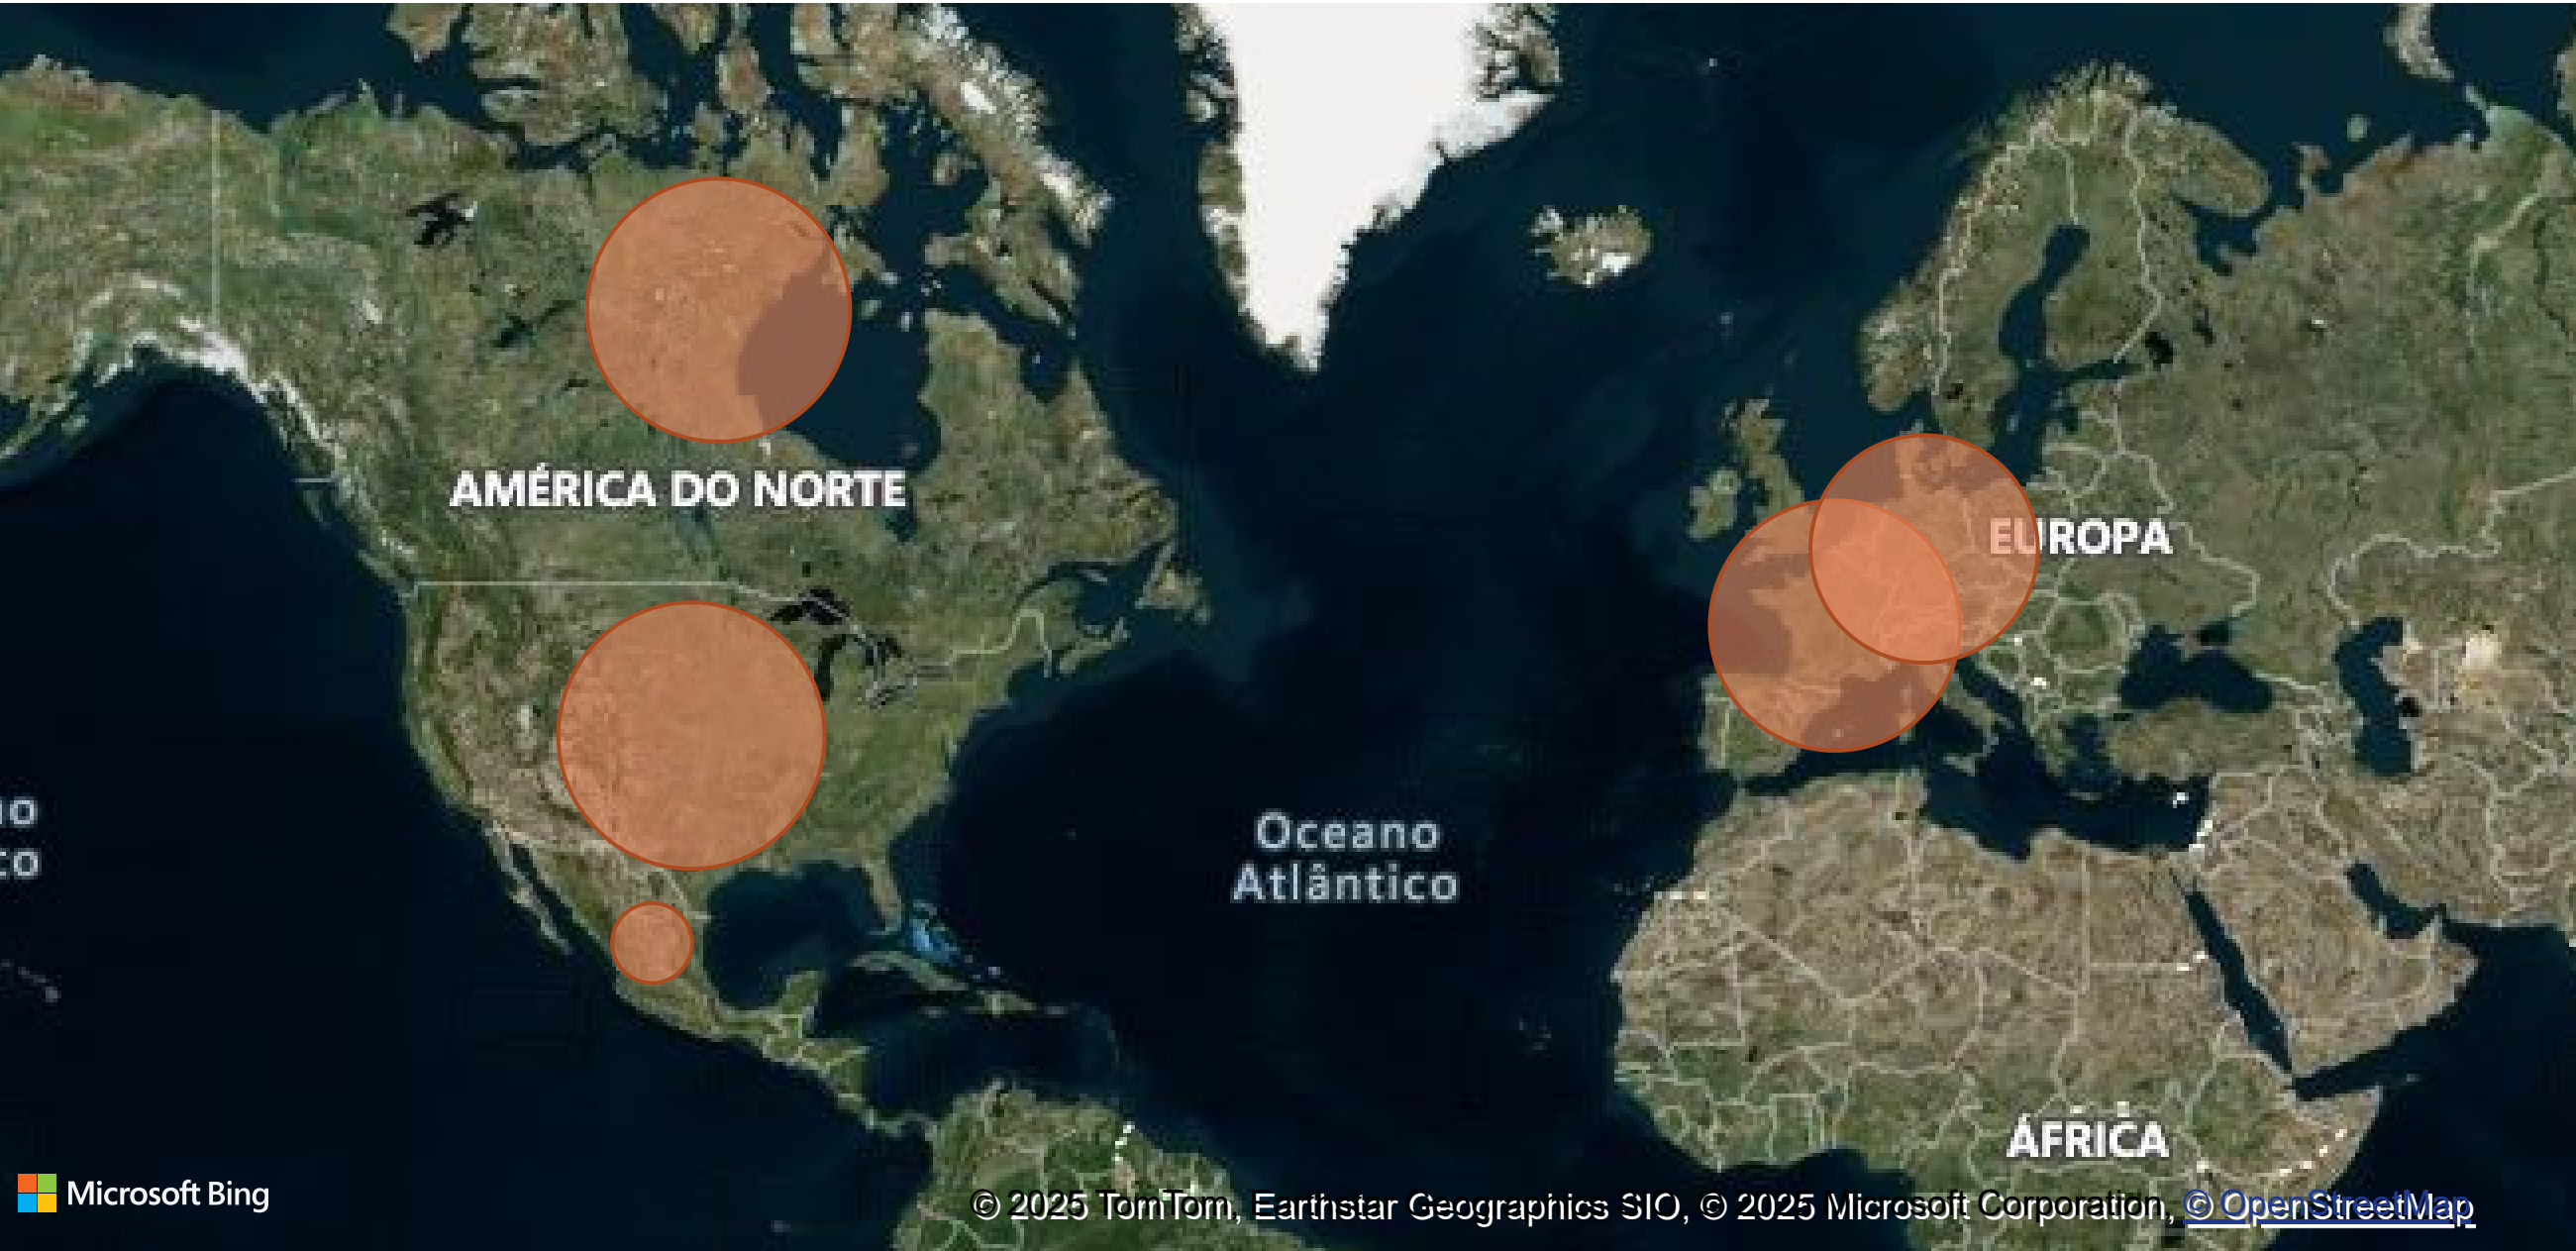 AMÉRICA DO NORTE
EUROPA
Oceano
Atlântico
ÁFRICA
Microsoft Bing
© 2025 TomTom, Earthstar Geographics SIO, © 2025 Microsoft Corporation, © OpenStreetMap